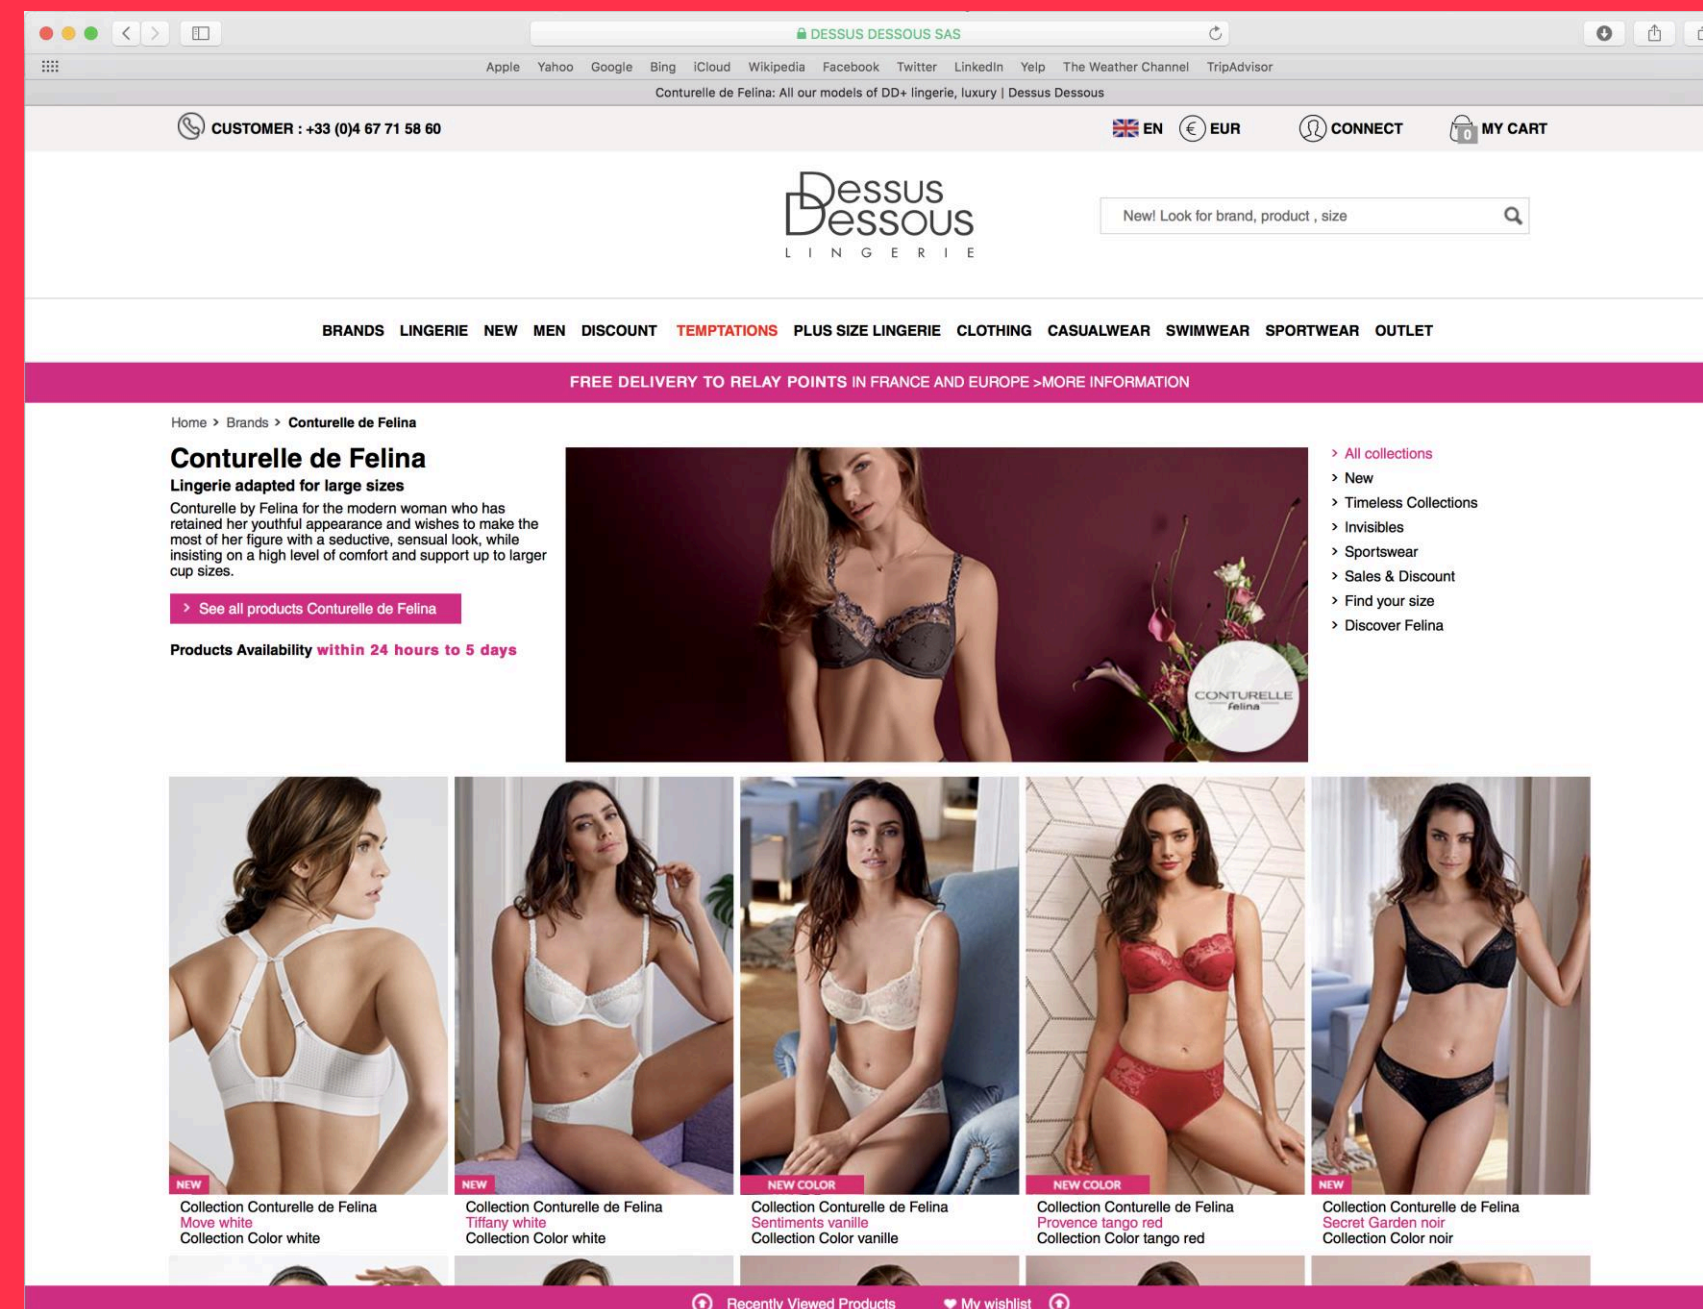 DESSUS DESSOUS SAS
Apple Yahoo Google Bing iCloud Wikipedia Facebook Twitter LinkedIn Yelp The Weather Channel TripAdvisor
Conturelle de Felina: All our models of DD+ lingerie, luxury | Dessus Dessous
CUSTOMER : +33 (0)4 67 71 58 60
EN € EUR CONNECT 0 MY CART
Dessus
Dessous
LINGERIE
New! Look for brand, product , size
BRANDS LINGERIE NEW MEN DISCOUNT TEMPTATIONS PLUS SIZE LINGERIE CLOTHING CASUALWEAR SWIMWEAR SPORTWEAR OUTLET
FREE DELIVERY TO RELAY POINTS IN FRANCE AND EUROPE >MORE INFORMATION
Home > Brands > Conturelle de Felina
Conturelle de Felina
Lingerie adapted for large sizes
Conturelle by Felina for the modern woman who has
retained her youthful appearance and wishes to make the
most of her figure with a seductive, sensual look, while
insisting on a high level of comfort and support up to larger
cup sizes.
> See all products Conturelle de Felina
Products Availability within 24 hours to 5 days
CONTURELLE
felina
> All collections
> New
> Timeless Collections
> Invisibles
> Sportswear
> Sales & Discount
> Find your size
> Discover Felina
NEW
Collection Conturelle de Felina
Move white
Collection Color white
NEW
Collection Conturelle de Felina
Tiffany white
Collection Color white
NEW COLOR
Collection Conturelle de Felina
Sentiments vanille
Collection Color vanille
NEW COLOR
Collection Conturelle de Felina
Provence tango red
Collection Color tango red
NEW
Collection Conturelle de Felina
Secret Garden noir
Collection Color noir
Recently Viewed Products My wishlist